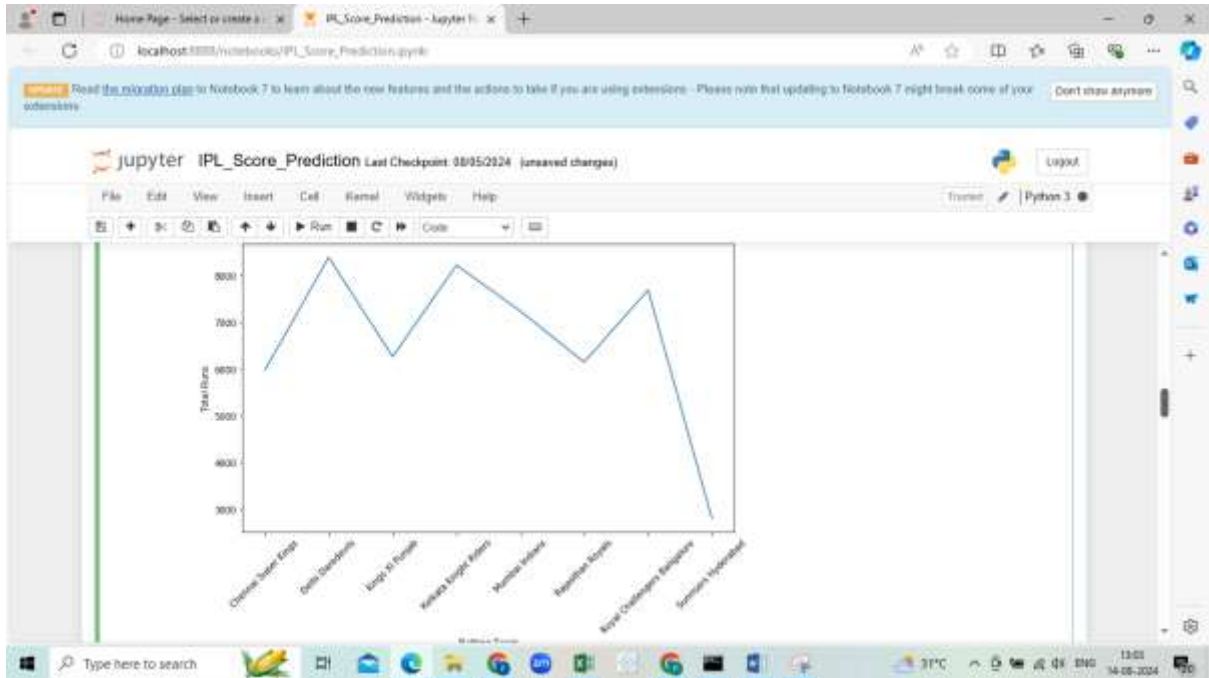 Home Page - Select or create a
IPL_Score_Prediction - Jupyter N
localhost:8888/notebooks/IPL_Score_Prediction.ipynb
Read the migration plan to Notebook 7 to learn about the new features and the actions to take if you are using extensions - Please note that updating to Notebook 7 might break some of your
extensions
Don't show anymore
jupyter IPL_Score_Prediction Last Checkpoint: 08/05/2024 (unsaved changes)
Logout
File Edit View Insert Cell Kernel Widgets Help
Trusted Python 3
Run Code
8000
7000
6000
5000
4000
3000
Total Runs
Chennai Super Kings
Delhi Daredevils
Kings XI Punjab
Kolkata Knight Riders
Mumbai Indians
Rajasthan Royals
Royal Challengers Bangalore
Sunrisers Hyderabad
Type here to search
31°C
ENG
13:03